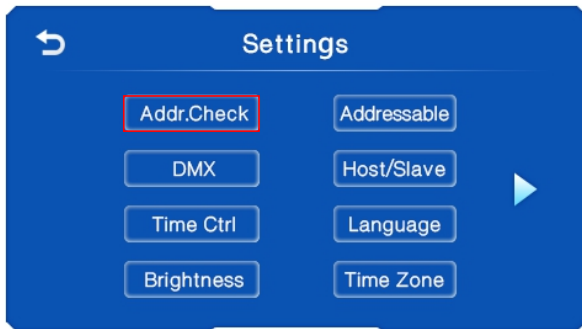 Settings
Addr.Check Addressable
DMX Host/Slave
Time Ctrl Language
Brightness Time Zone